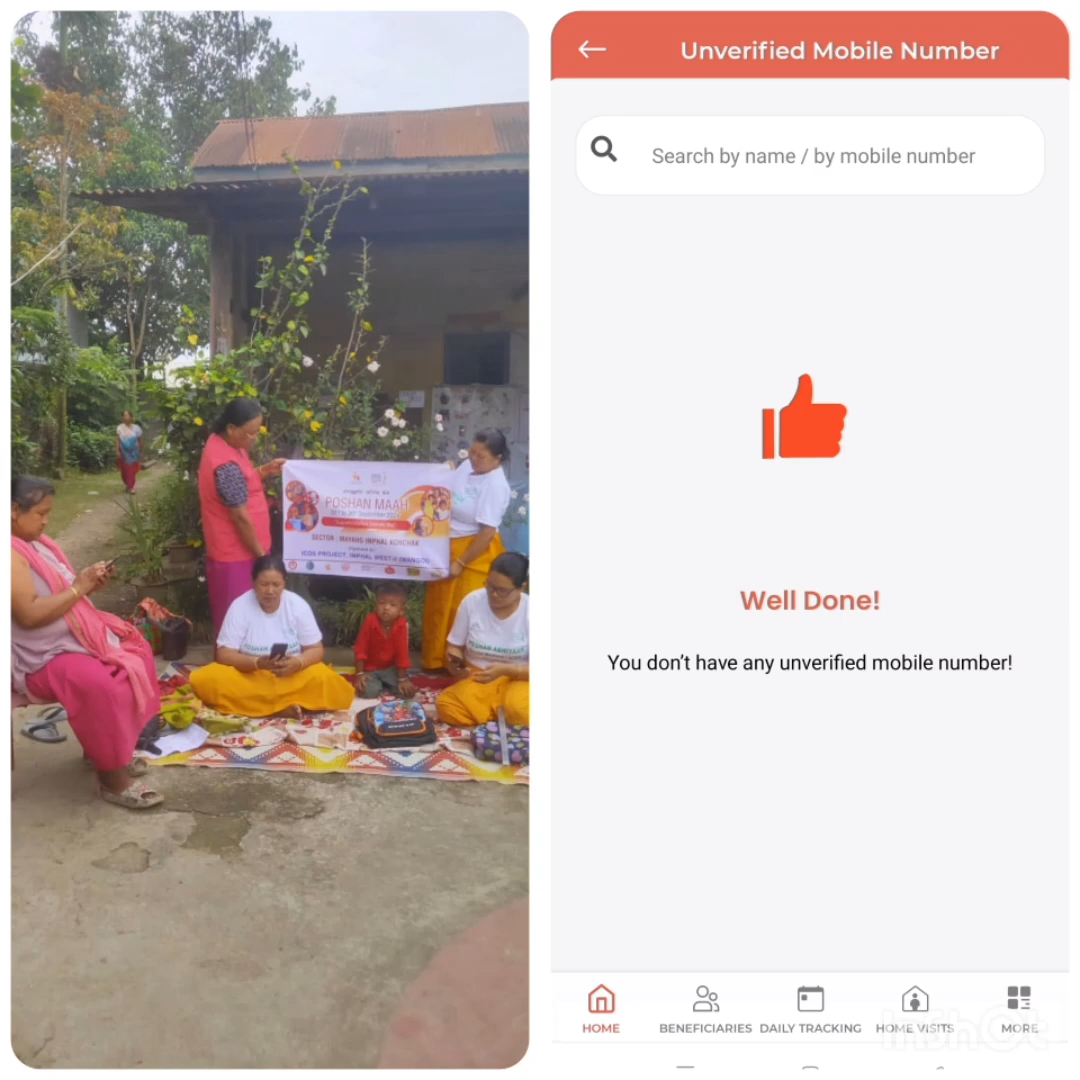 POSHAN MAAH
SECTOR : MAYANG IMPHAL KONCHAK
ICDS PROJECT, IMPHAL WEST-II (WANGOI)
POSHAN ABHIYAAN
Unverified Mobile Number
Search by name / by mobile number
Well Done!
You don’t have any unverified mobile number!
HOME
BENEFICIARIES
DAILY TRACKING
HOME VISITS
MORE
InShOt